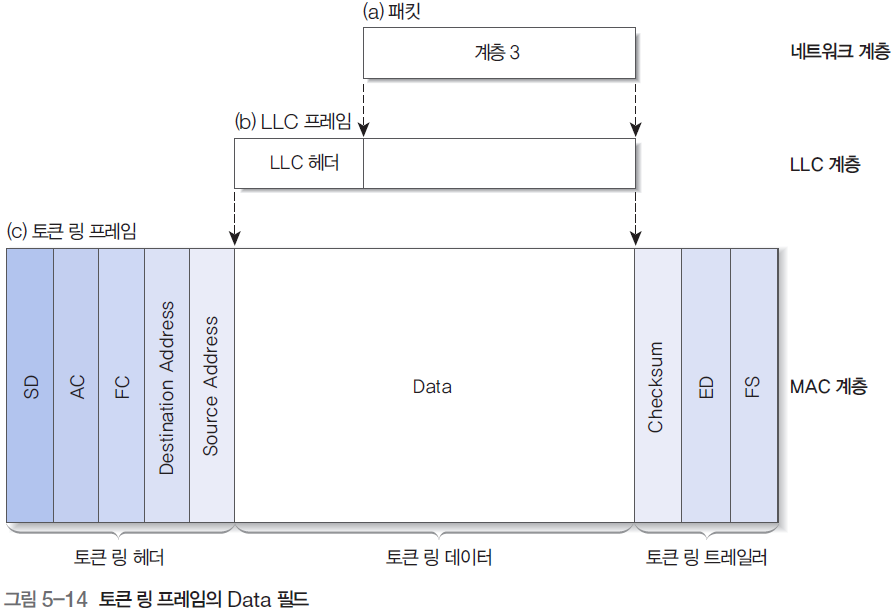 (a) 패킷
계층 3
네트워크 계층
(b) LLC 프레임
LLC 헤더
LLC 계층
(c) 토큰 링 프레임
SD
AC
FC
Destination Address
Source Address
Data
Checksum
ED
FS
MAC 계층
토큰 링 헤더
토큰 링 데이터
토큰 링 트레일러
그림 5-14 토큰 링 프레임의 Data 필드